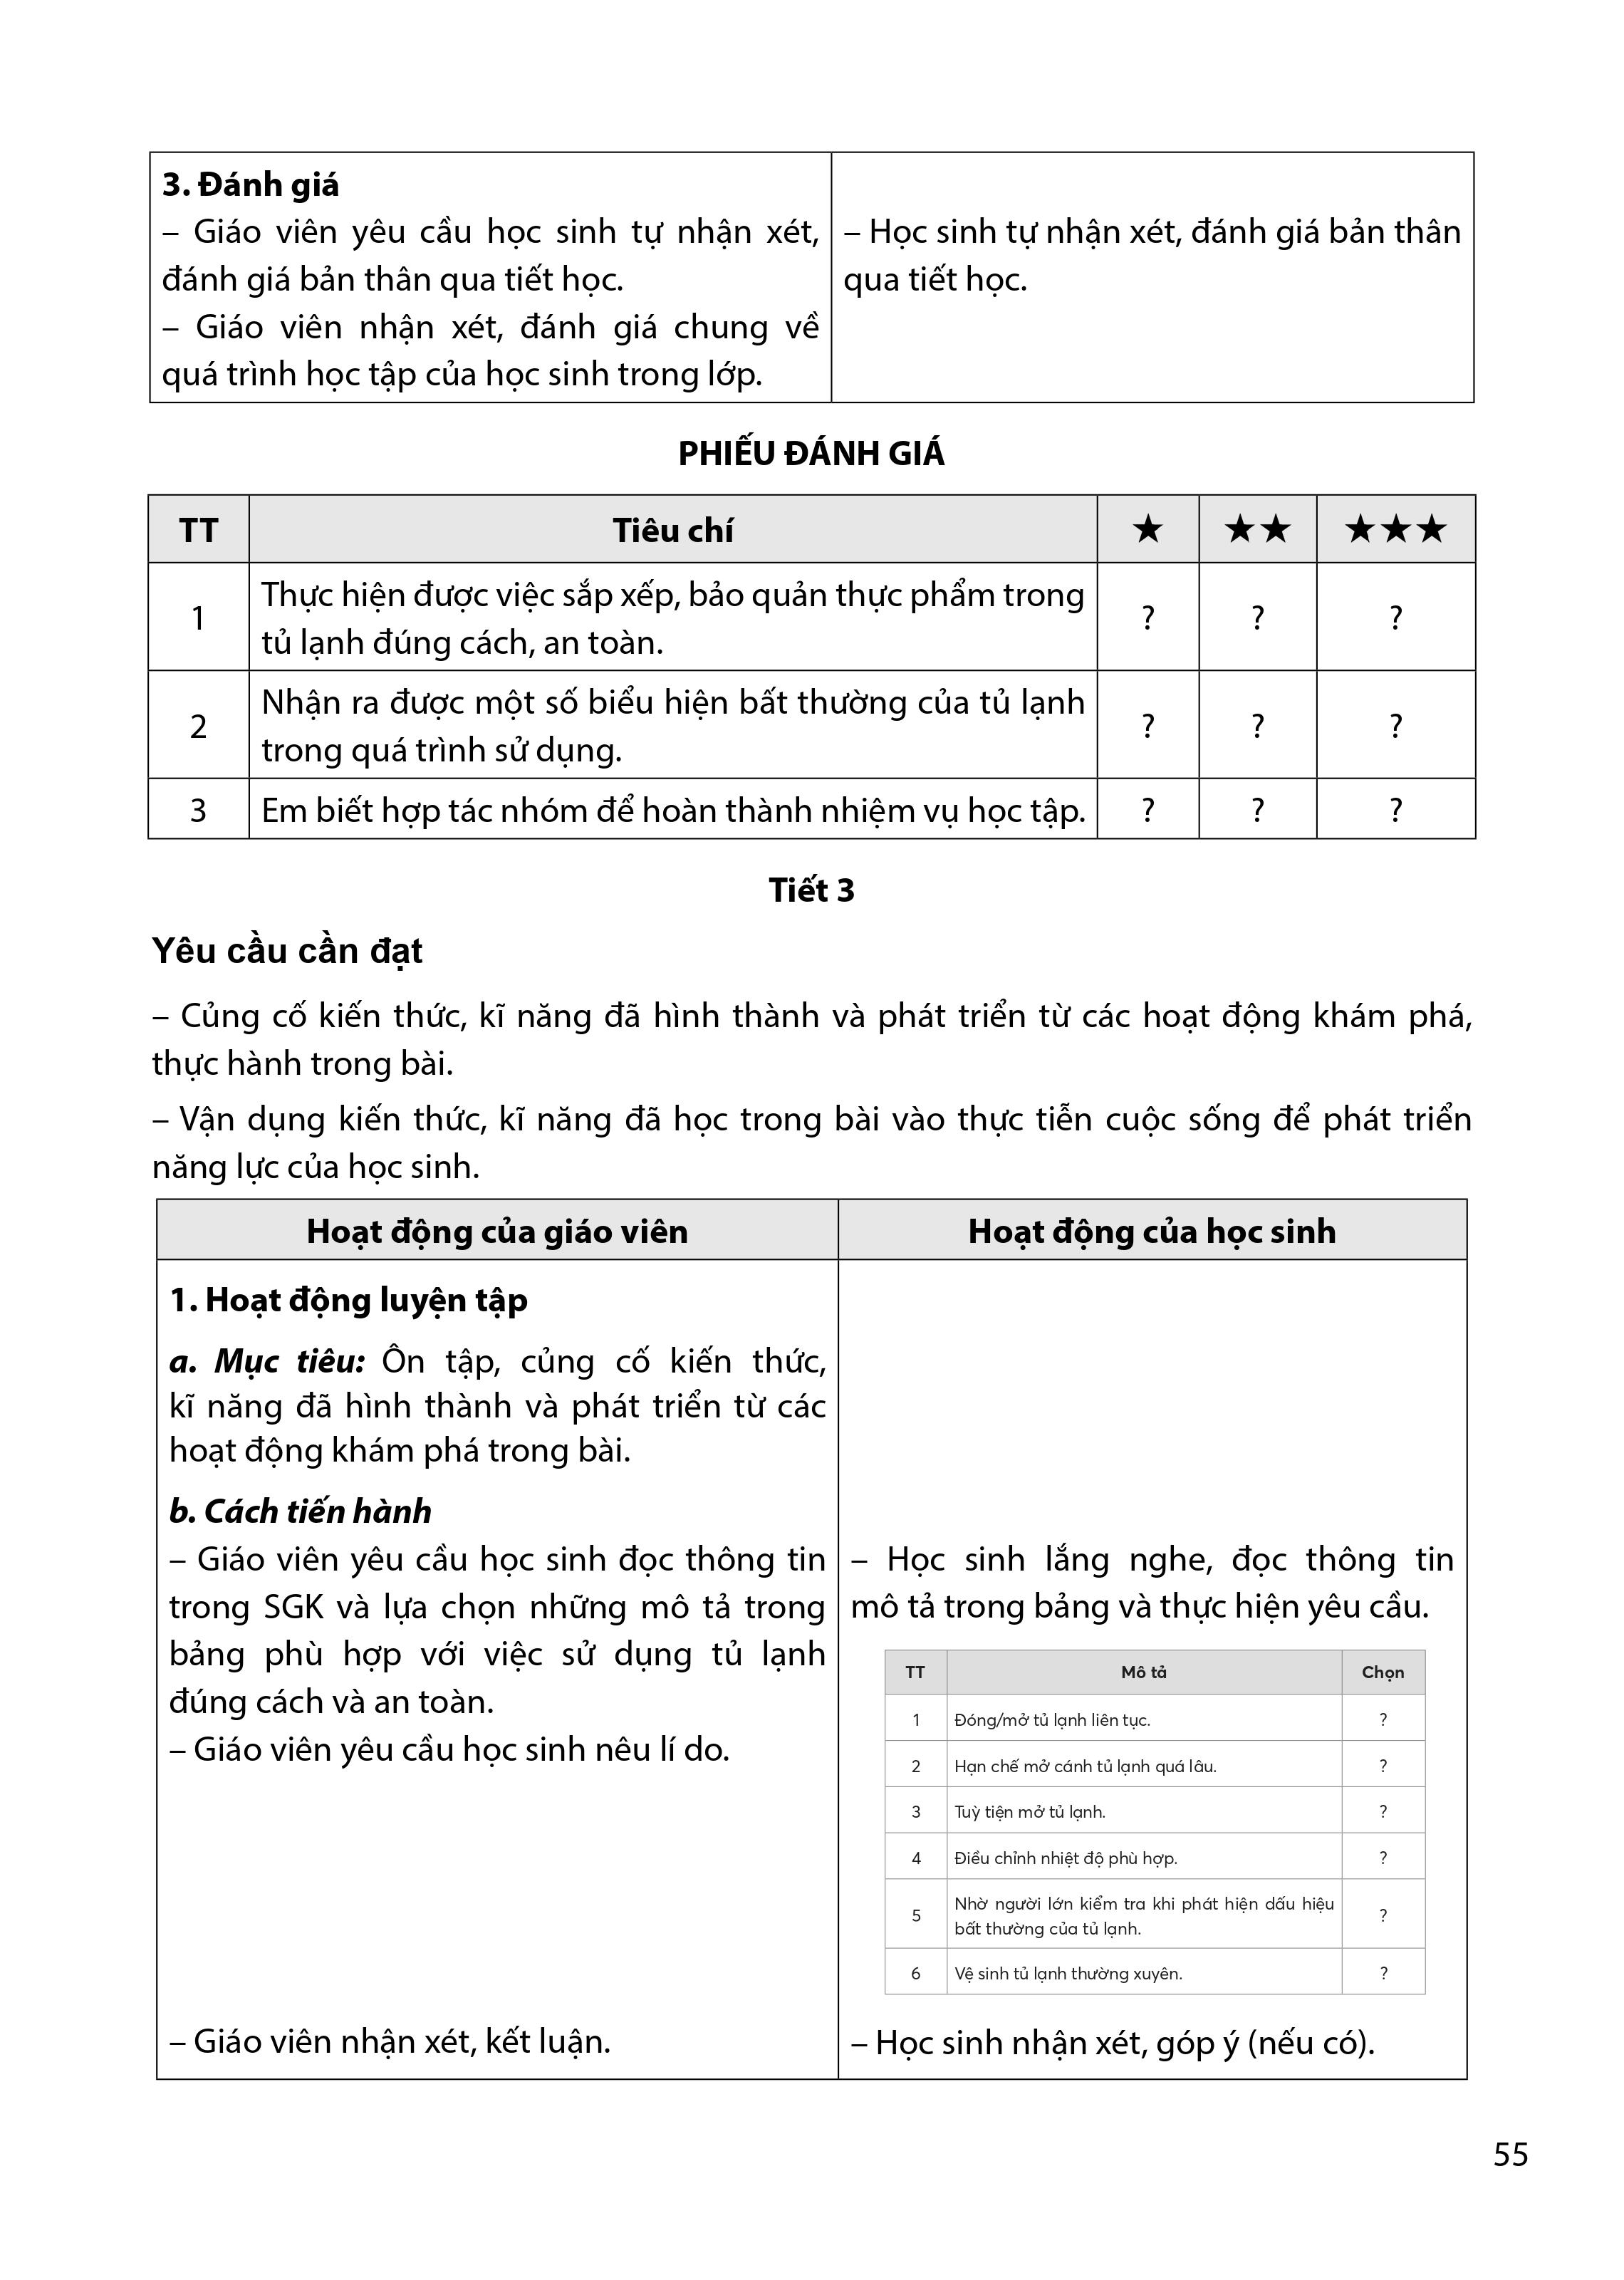 3. Đánh giá
– Giáo viên yêu cầu học sinh tự nhận xét,
đánh giá bản thân qua tiết học.
– Giáo viên nhận xét, đánh giá chung về
quá trình học tập của học sinh trong lớp.
– Học sinh tự nhận xét, đánh giá bản thân
qua tiết học.
PHIẾU ĐÁNH GIÁ
TT Tiêu chí ★ ★★ ★★★
1 Thực hiện được việc sắp xếp, bảo quản thực phẩm trong
tủ lạnh đúng cách, an toàn. ? ? ?
2 Nhận ra được một số biểu hiện bất thường của tủ lạnh
trong quá trình sử dụng. ? ? ?
3 Em biết hợp tác nhóm để hoàn thành nhiệm vụ học tập. ? ? ?
Tiết 3
Yêu cầu cần đạt
– Củng cố kiến thức, kĩ năng đã hình thành và phát triển từ các hoạt động khám phá,
thực hành trong bài.
– Vận dụng kiến thức, kĩ năng đã học trong bài vào thực tiễn cuộc sống để phát triển
năng lực của học sinh.
Hoạt động của giáo viên Hoạt động của học sinh
1. Hoạt động luyện tập
a. Mục tiêu: Ôn tập, củng cố kiến thức,
kĩ năng đã hình thành và phát triển từ các
hoạt động khám phá trong bài.
b. Cách tiến hành
– Giáo viên yêu cầu học sinh đọc thông tin
trong SGK và lựa chọn những mô tả trong
bảng phù hợp với việc sử dụng tủ lạnh
đúng cách và an toàn.
– Giáo viên yêu cầu học sinh nêu lí do.
– Giáo viên nhận xét, kết luận.
– Học sinh lắng nghe, đọc thông tin
mô tả trong bảng và thực hiện yêu cầu.
TT Mô tả Chọn
1 Đóng/mở tủ lạnh liên tục. ?
2 Hạn chế mở cánh tủ lạnh quá lâu. ?
3 Tuỳ tiện mở tủ lạnh. ?
4 Điều chỉnh nhiệt độ phù hợp. ?
5 Nhờ người lớn kiểm tra khi phát hiện dấu hiệu
bất thường của tủ lạnh. ?
6 Vệ sinh tủ lạnh thường xuyên. ?
– Học sinh nhận xét, góp ý (nếu có).
55